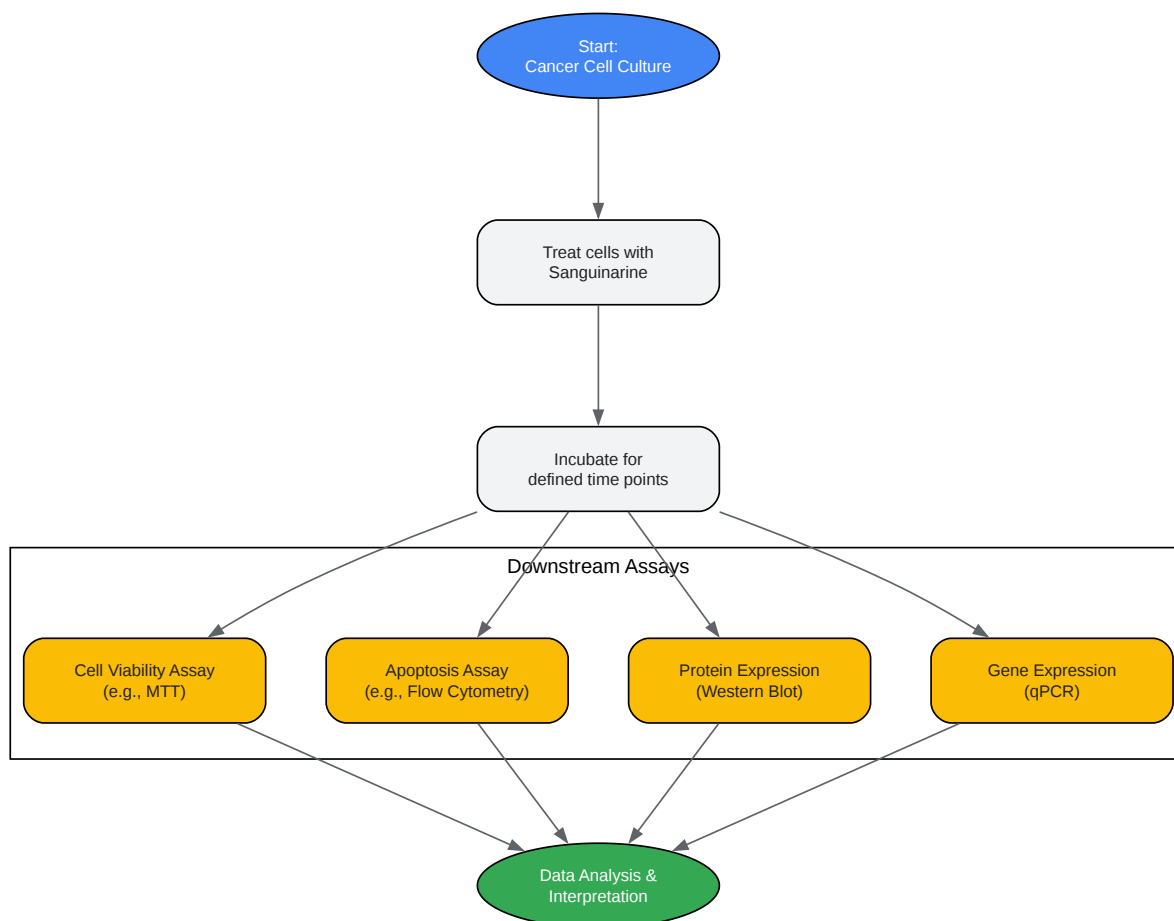 Start:
Cancer Cell Culture
Treat cells with
Sanguinarine
Incubate for
defined time points
Downstream Assays
Cell Viability Assay
(e.g., MTT)
Apoptosis Assay
(e.g., Flow Cytometry)
Protein Expression
(Western Blot)
Gene Expression
(qPCR)
Data Analysis &
Interpretation